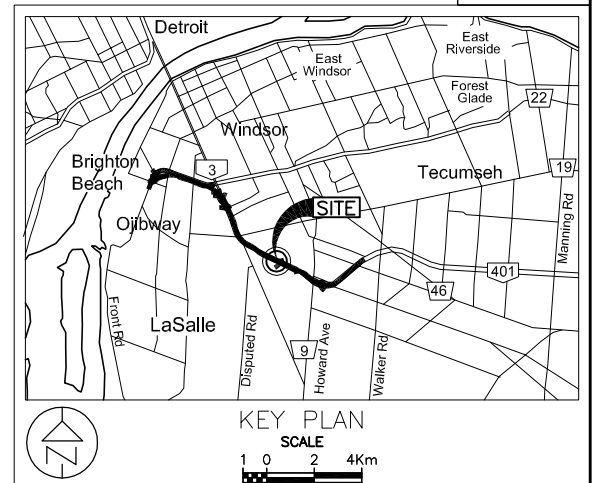 Detroit
East
Riverside
East
Windsor
Forest
Glade
22
Windsor
Brighton
Beach
3
Tecumseh
19
SITE
Ojibway
Manning Rd
401
46
Front Rd
LaSalle
Disputed Rd
9
Howard Ave
Walker Rd
KEY PLAN
SCALE
1 0 2 4Km
N